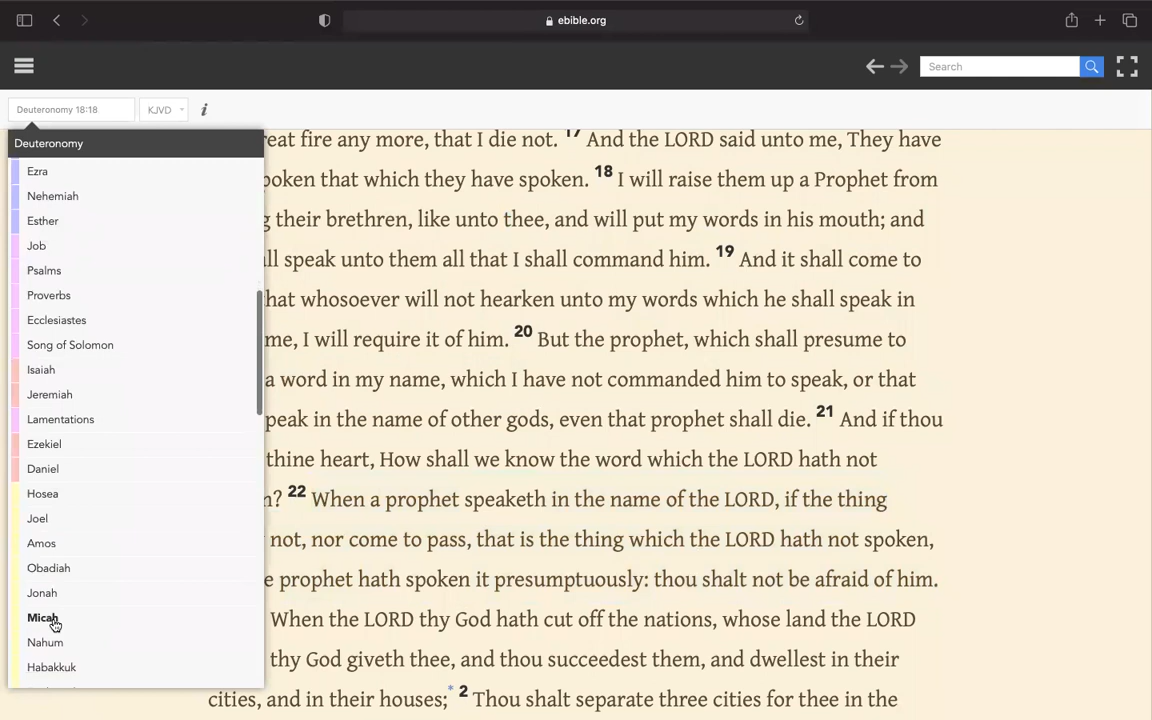 ebible.org
Search
Deuteronomy 18:18
KJVD
i
Deuteronomy
Ezra
Nehemiah
Esther
Job
Psalms
Proverbs
Ecclesiastes
Song of Solomon
Isaiah
Jeremiah
Lamentations
Ezekiel
Daniel
Hosea
Joel
Amos
Obadiah
Jonah
Micah
Nahum
Habakkuk
reat fire any more, that I die not. 17 And the LORD said unto me, They have
poken that which they have spoken. 18 I will raise them up a Prophet from
g their brethren, like unto thee, and will put my words in his mouth; and
ll speak unto them all that I shall command him. 19 And it shall come to
hat whosoever will not hearken unto my words which he shall speak in
me, I will require it of him. 20 But the prophet, which shall presume to
a word in my name, which I have not commanded him to speak, or that
peak in the name of other gods, even that prophet shall die. 21 And if thou
thine heart, How shall we know the word which the LORD hath not
n? 22 When a prophet speaketh in the name of the LORD, if the thing
not, nor come to pass, that is the thing which the LORD hath not spoken,
e prophet hath spoken it presumptuously: thou shalt not be afraid of him.
When the LORD thy God hath cut off the nations, whose land the LORD
thy God giveth thee, and thou succeedest them, and dwellest in their
cities, and in their houses;* 2 Thou shalt separate three cities for thee in the